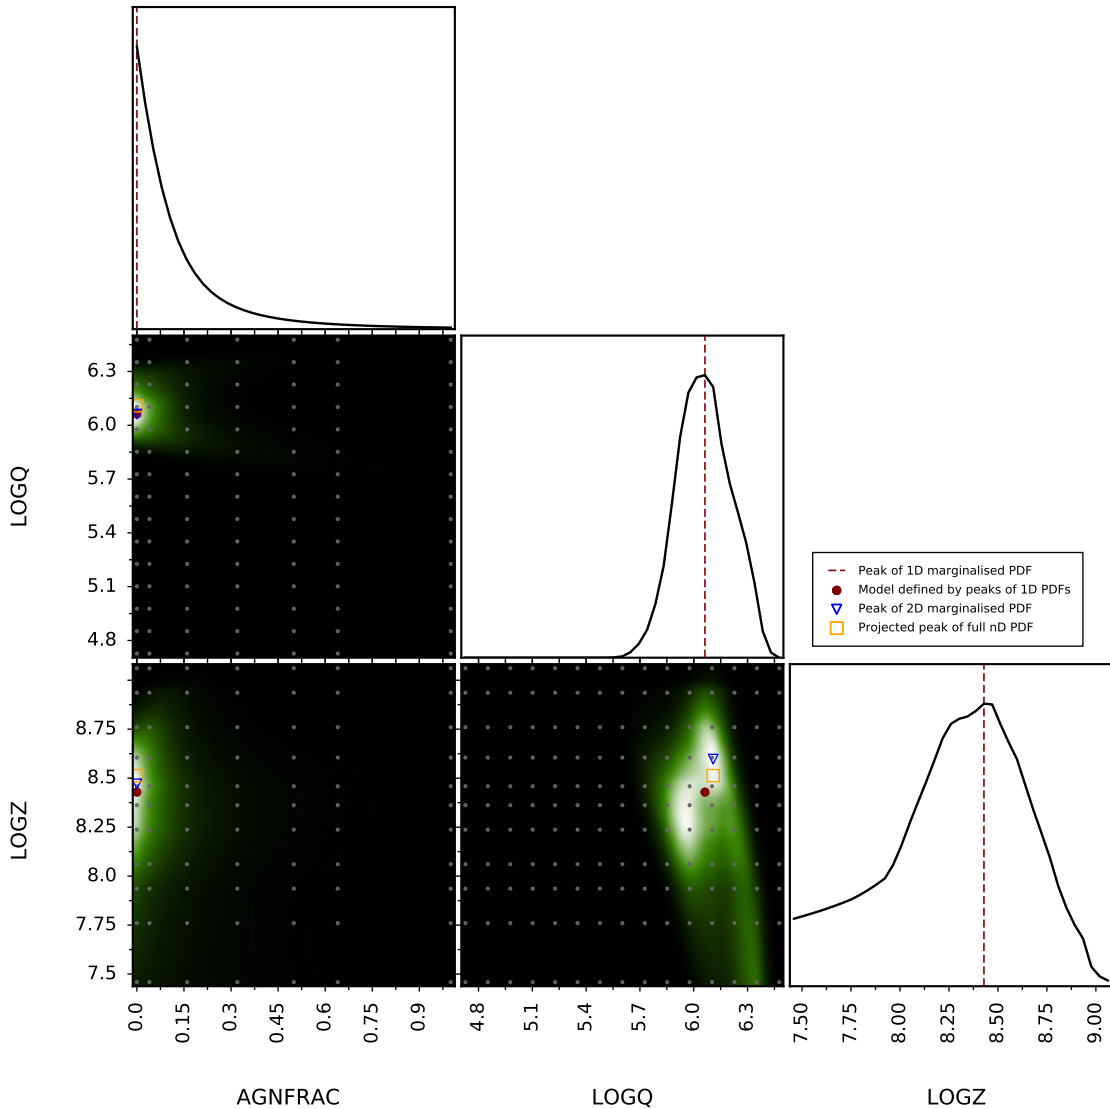 6.3
6.0
5.7
5.4
5.1
4.8
LOGQ
Peak of 1D marginalised PDF
Model defined by peaks of 1D PDFs
Peak of 2D marginalised PDF
Projected peak of full nD PDF
8.75
8.5
8.25
8.0
7.75
7.5
LOGZ
0.0 0.15 0.3 0.45 0.6 0.75 0.9
4.8 5.1 5.4 5.7 6.0 6.3
7.50 7.75 8.00 8.25 8.50 8.75 9.00
AGNFRAC
LOGQ
LOGZ